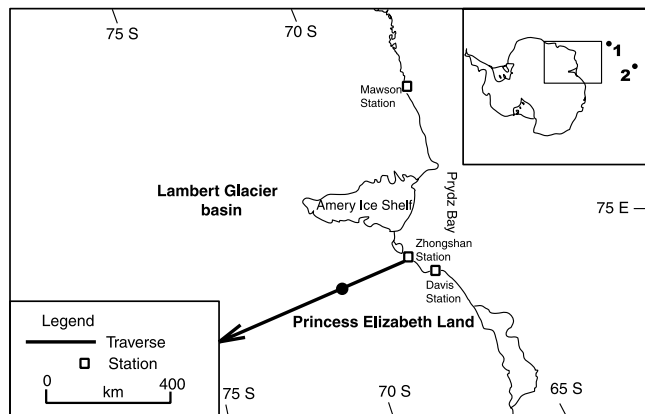 75 S
70 S
1
2
Mawson
Station
Lambert Glacier
basin
Amery Ice Shelf
Prydz Bay
75 E
Zhongshan
Station
Davis
Station
Princess Elizabeth Land
Legend
Traverse
Station
0
400
km
75 S
70 S
65 S